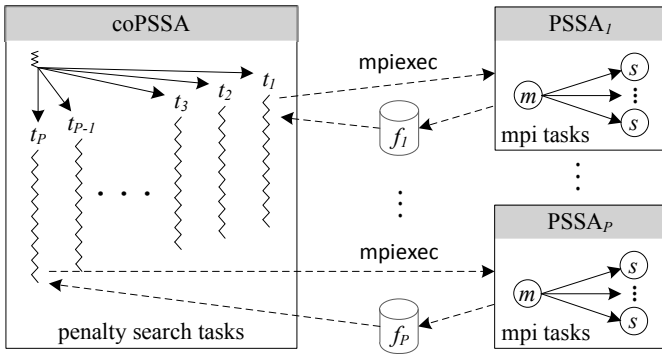 coPSSA
t1
t2
t3
tP-1
tP
penalty search tasks
mpiexec
f1
mpiexec
fP
PSSA1
m
s
s
mpi tasks
PSSAP
m
s
s
mpi tasks